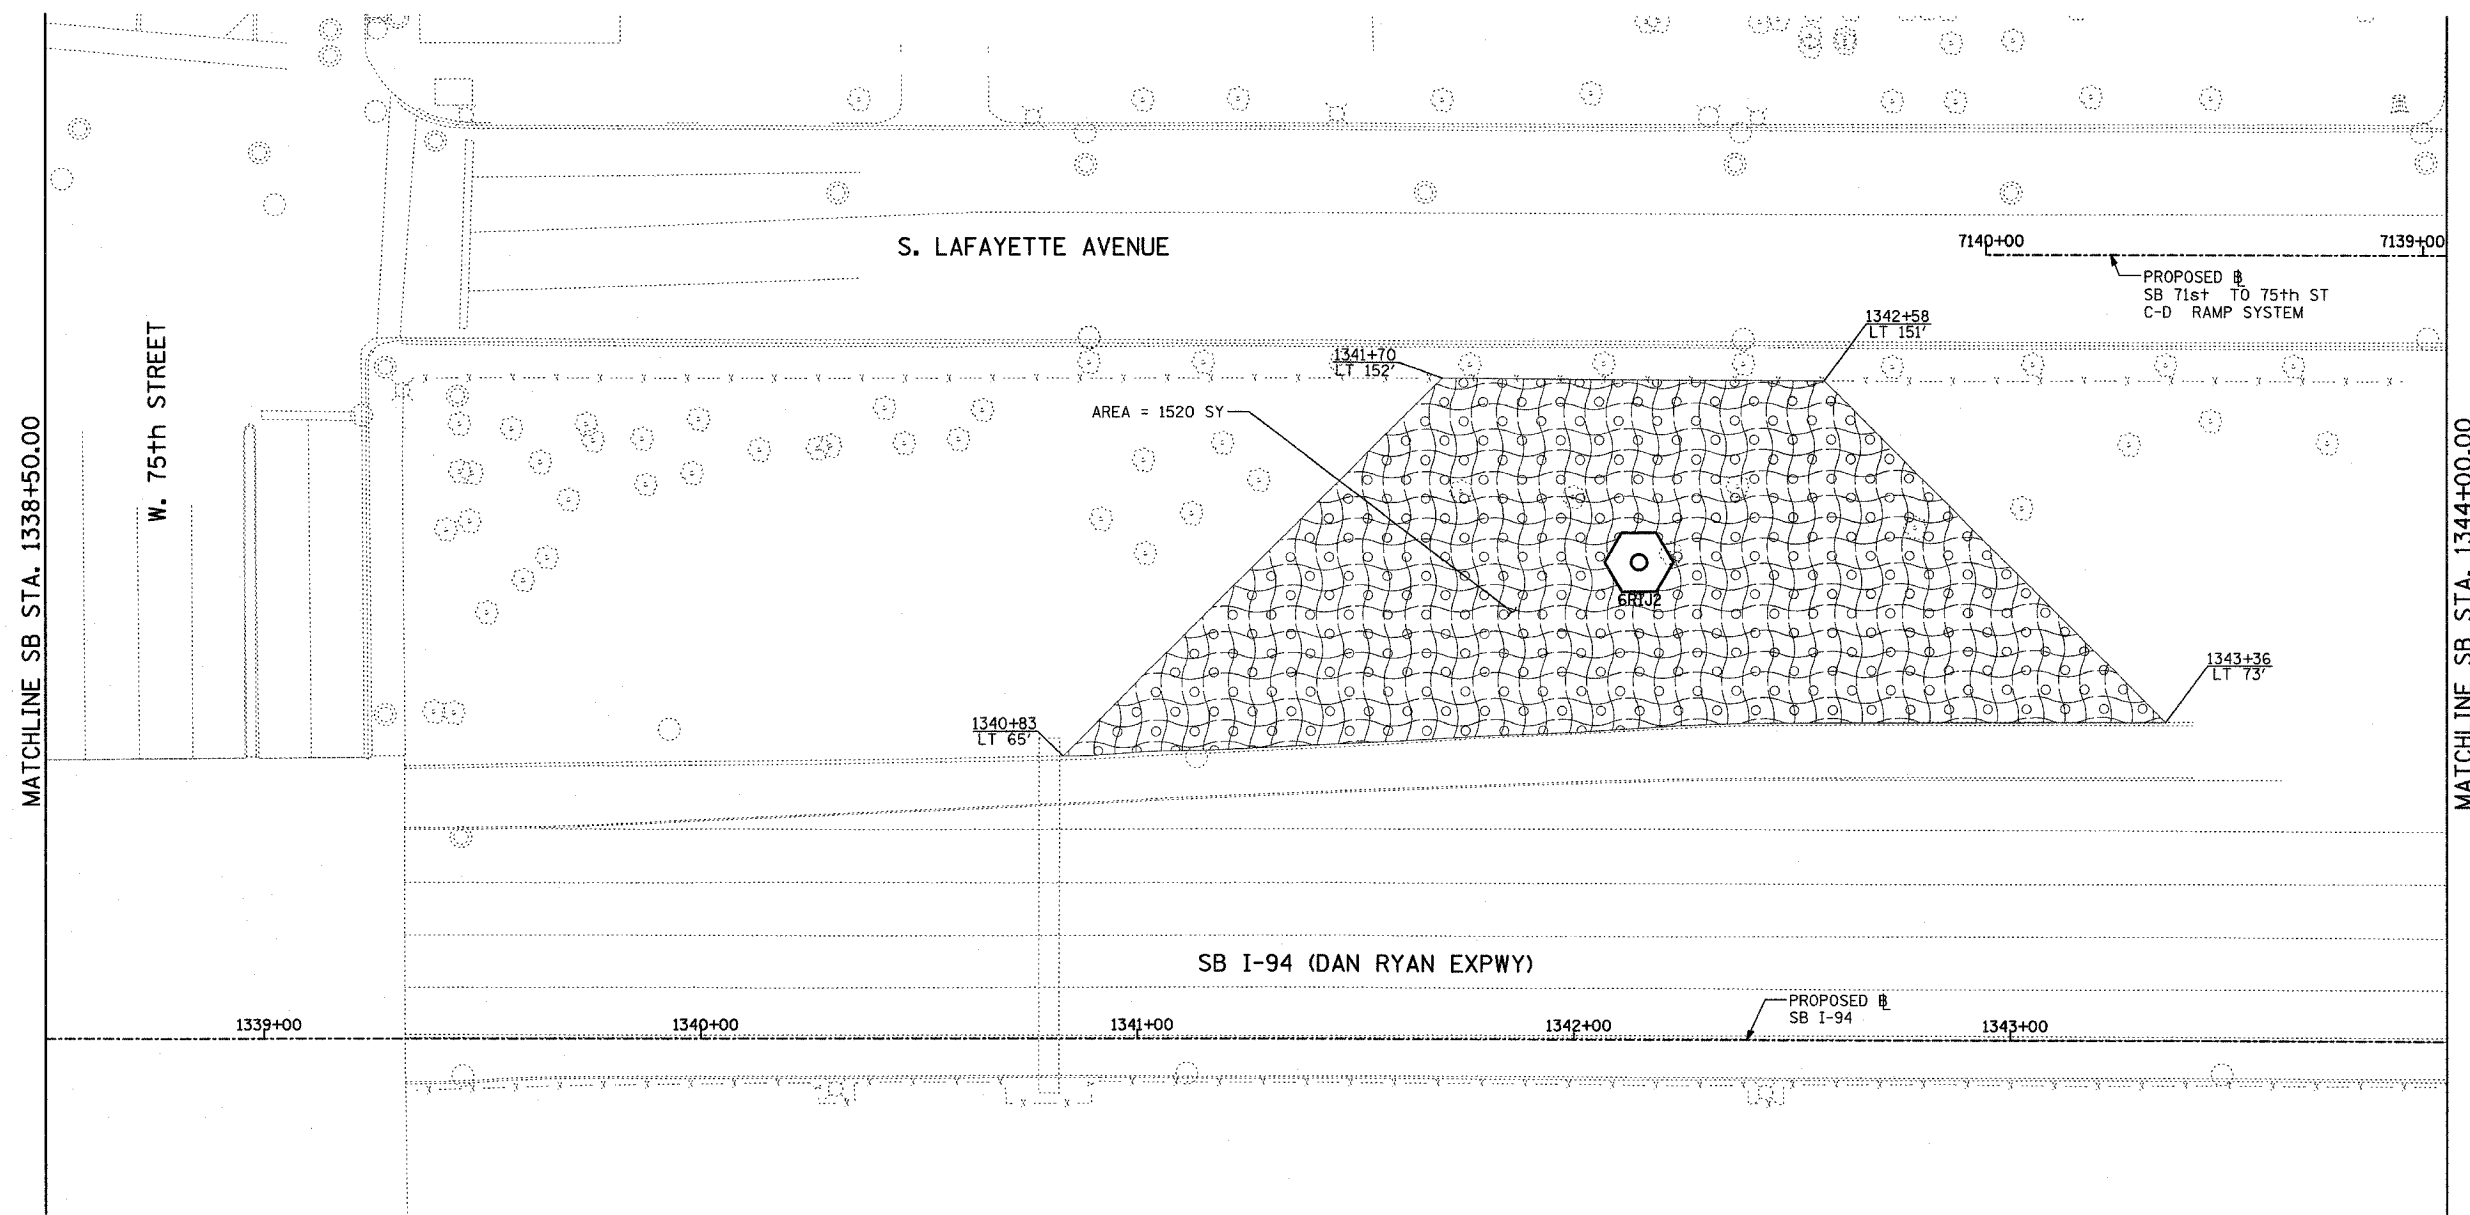 S. LAFAYETTE AVENUE
7140+00
7139+00
PROPOSED ᴃL
SB 71st TO 75th ST
C-D RAMP SYSTEM
1342+58
LT 151'
1341+70
LT 152'
W. 75th STREET
AREA = 1520 SY
MATCHLINE SB STA. 1338+50.00
MATCHLINE SB STA. 1344+00.00
1343+36
LT 73'
1340+83
LT 65'
SB I-94 (DAN RYAN EXPWY)
PROPOSED ᴃL
SB I-94
1339+00
1340+00
1341+00
1342+00
1343+00